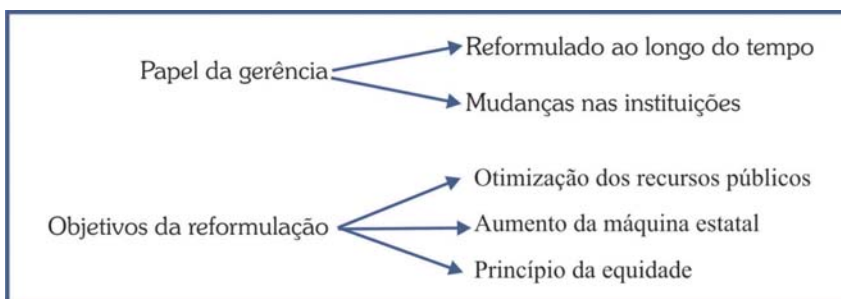 Papel da gerência
Reformulado ao longo do tempo
Mudanças nas instituições
Objetivos da reformulação
Otimização dos recursos públicos
Aumento da máquina estatal
Princípio da equidade